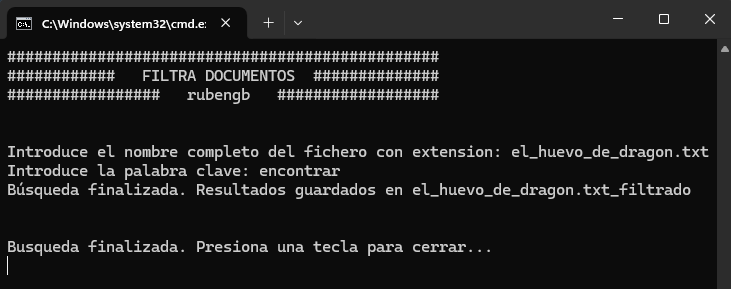 C:\Windows\system32\cmd.e:
################################################
############   FILTRA DOCUMENTOS  ##############
#################   rubengb   ##################
Introduce el nombre completo del fichero con extension: el_huevo_de_dragon.txt
Introduce la palabra clave: encontrar
Búsqueda finalizada. Resultados guardados en el_huevo_de_dragon.txt_filtrado
Busqueda finalizada. Presiona una tecla para cerrar...